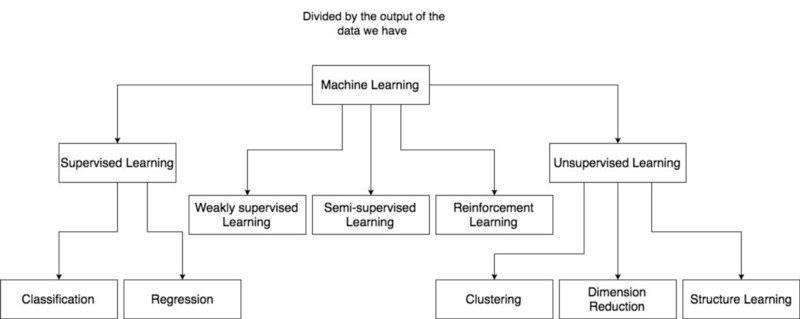 Divided by the output of the
data we have
Machine Learning
Supervised Learning
Unsupervised Learning
Weakly supervised
Learning
Semi-supervised
Learning
Reinforcement
Learning
Classification
Regression
Clustering
Dimension
Reduction
Structure Learning